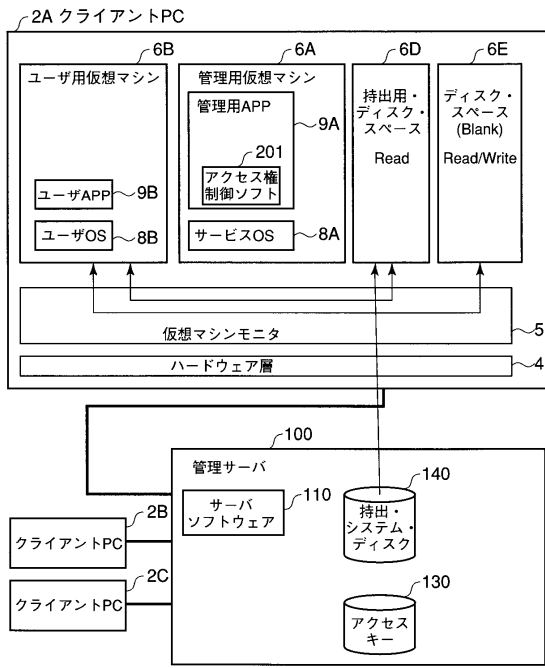 2A クライアントPC
6B
6A
6D
6E
ユーザ用仮想マシン
管理用仮想マシン
持出用・
ディスク・
スペース
Read
ディスク・
スペース
(Blank)
Read/Write
管理用APP
9A
201
アクセス権
制御ソフト
ユーザAPP
9B
ユーザOS
8B
サービスOS
8A
仮想マシンモニタ
5
ハードウェア層
4
100
管理サーバ
110
サーバ
ソフトウェア
140
持出・
システム・
ディスク
2B
クライアントPC
2C
クライアントPC
130
アクセス
キー